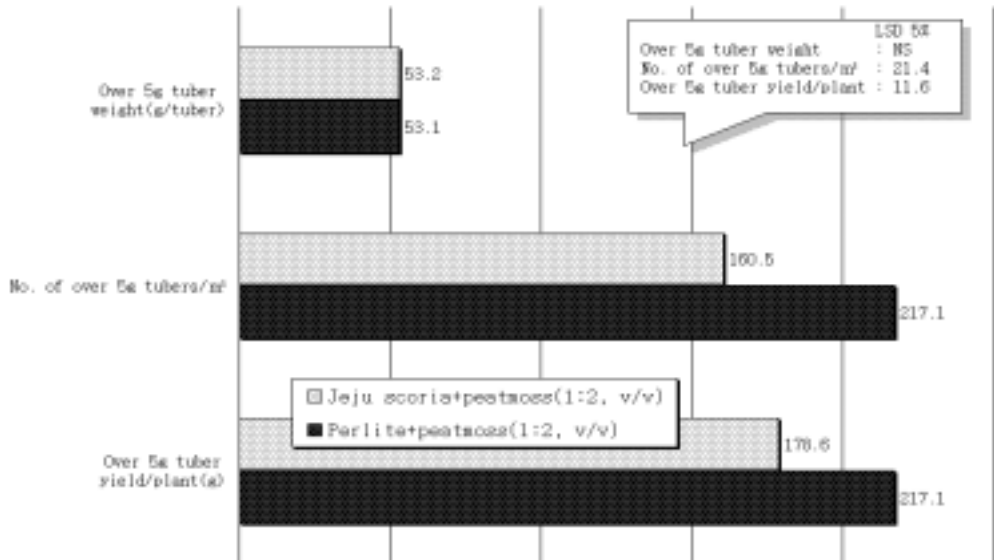 LSD 5%
Over 5g tuber weight : NS
No. of over 5g tubers/m² : 21.4
Over 5g tuber yield/plant : 11.6
Over 5g tuber
weight(g/tuber)
53.2
53.1
No. of over 5g tubers/m²
160.5
217.1
Jeju scoria+peatmoss(1:2, v/v)
Perlite+peatmoss(1:2, v/v)
Over 5g tuber
yield/plant(g)
178.6
217.1